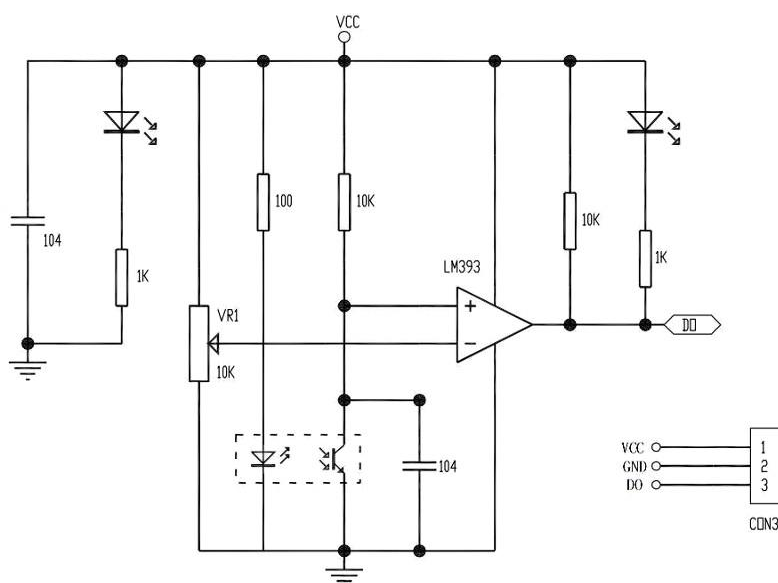 VCC
104
1K
VR1
10K
100
10K
LM393
+
−
10K
1K
DO
104
VCC 1
GND 2
DO 3
CON3